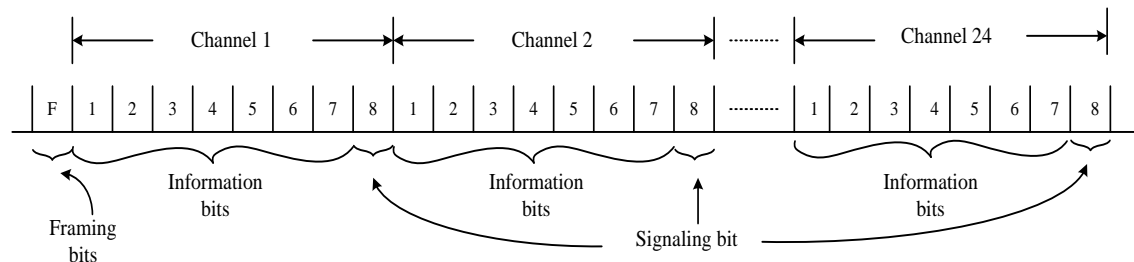 Channel 1 Channel 2 Channel 24
F 1 2 3 4 5 6 7 8 1 2 3 4 5 6 7 8 1 2 3 4 5 6 7 8
Information Information Information
bits bits bits
Framing Signaling bit
bits